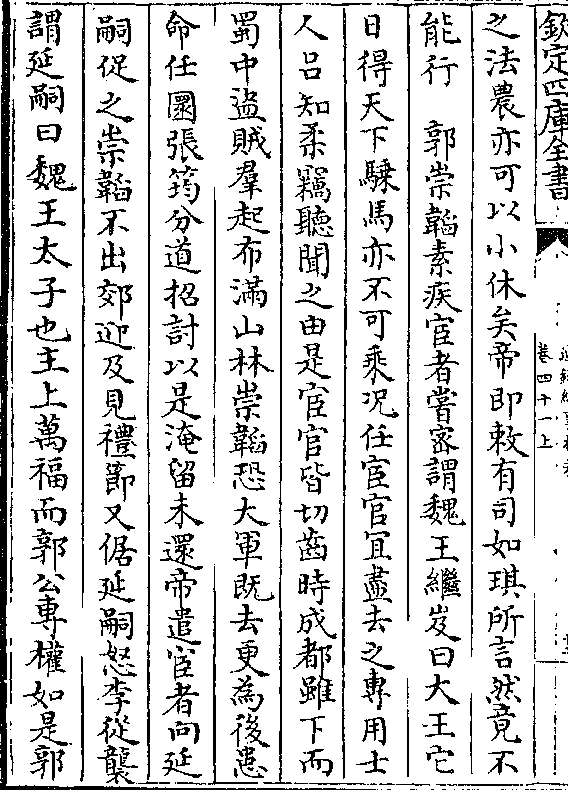 欽定四庫全書
卷四十一上
之法農亦可以小休矣帝即敕有司如琪所言然竟不
能行　郭崇韜素疾宦者嘗密謂魏王繼岌曰大王它
日得天下騬馬亦不可乘况任宦官冝盡去之專用士
人吕知柔竊聽聞之由是宦官皆切齒時成都雖下而
蜀中盜賊羣起布滿山林崇韜恐大軍既去更為後患
命任圜張筠分道招討以是淹留未還帝遣宦者向延
嗣促之崇韜不出郊迎及見禮節又倨延嗣怒李從襲
謂延嗣曰魏王太子也主上萬福而郭公專權如是郭